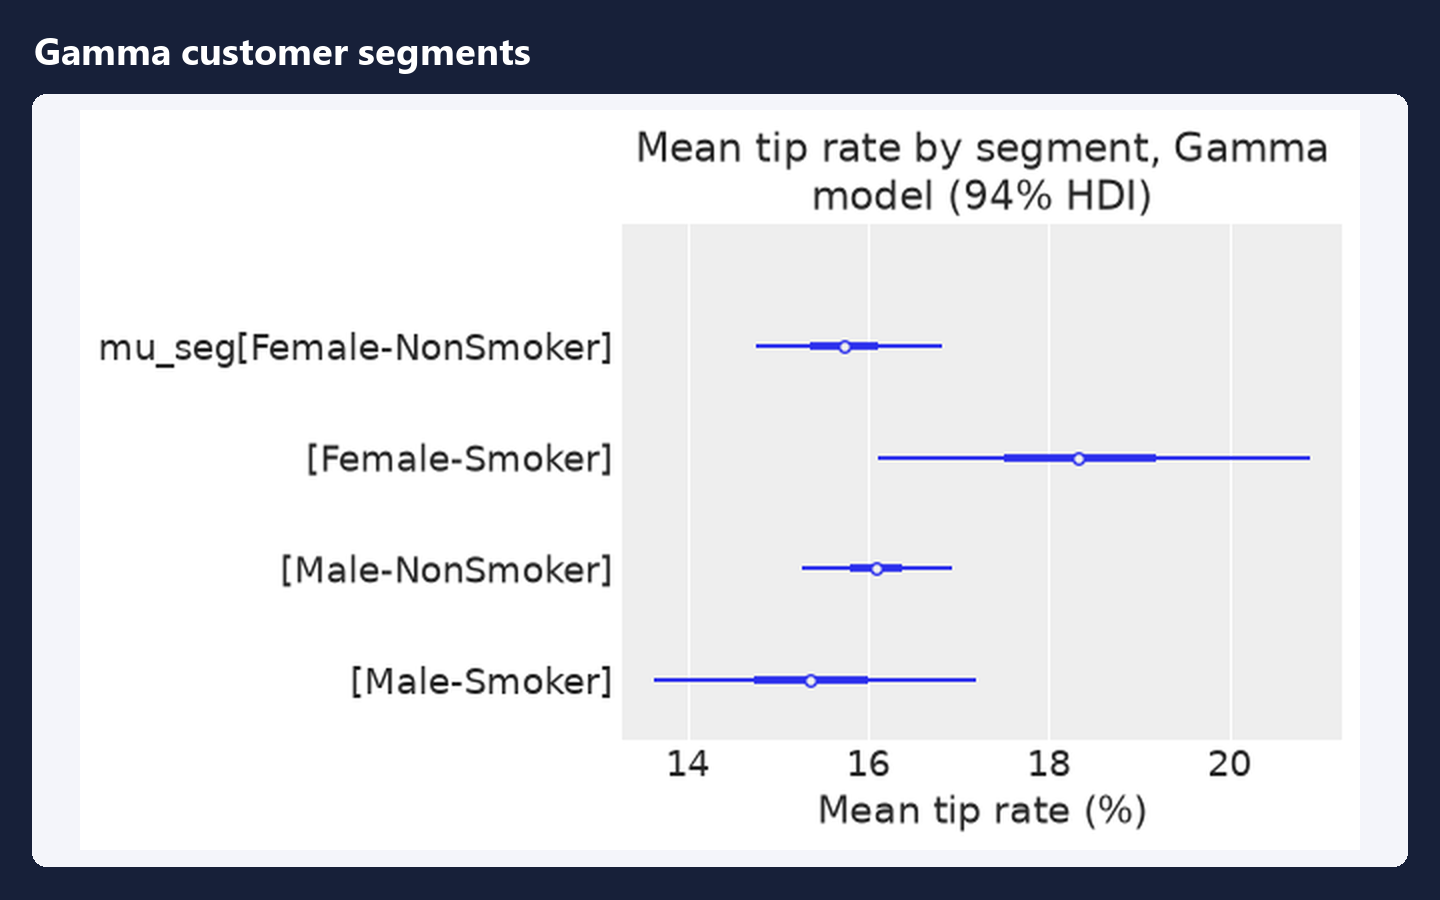 Gamma customer segments
Mean tip rate by segment, Gamma
model (94% HDI)
mu_seg[Female-NonSmoker]
[Female-Smoker]
[Male-NonSmoker]
[Male-Smoker]
14 16 18 20
Mean tip rate (%)